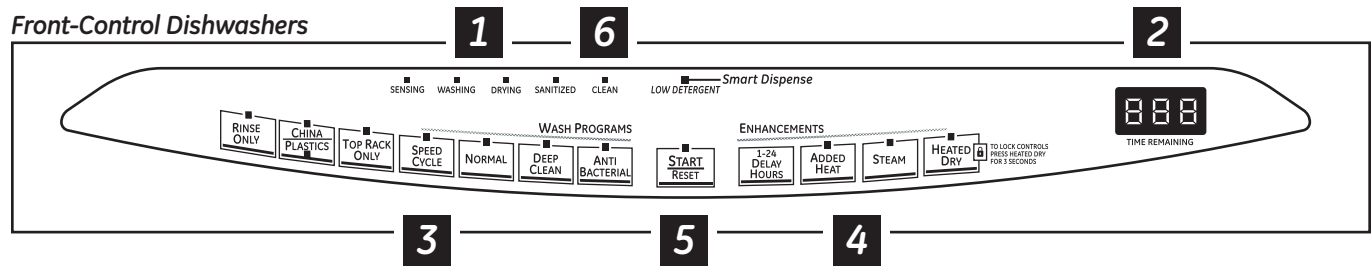 Front-Control Dishwashers
1
6
2
SENSING
WASHING
DRYING
SANITIZED
CLEAN
LOW DETERGENT
Smart Dispense
888
TIME REMAINING
WASH PROGRAMS
ENHANCEMENTS
RINSE
ONLY
CHINA
PLASTICS
TOP RACK
ONLY
SPEED
CYCLE
NORMAL
DEEP
CLEAN
ANTI
BACTERIAL
START
RESET
1-24
DELAY
HOURS
ADDED
HEAT
STEAM
HEATED
DRY
TO LOCK CONTROLS
PRESS HEATED DRY
FOR 3 SECONDS
3
5
4